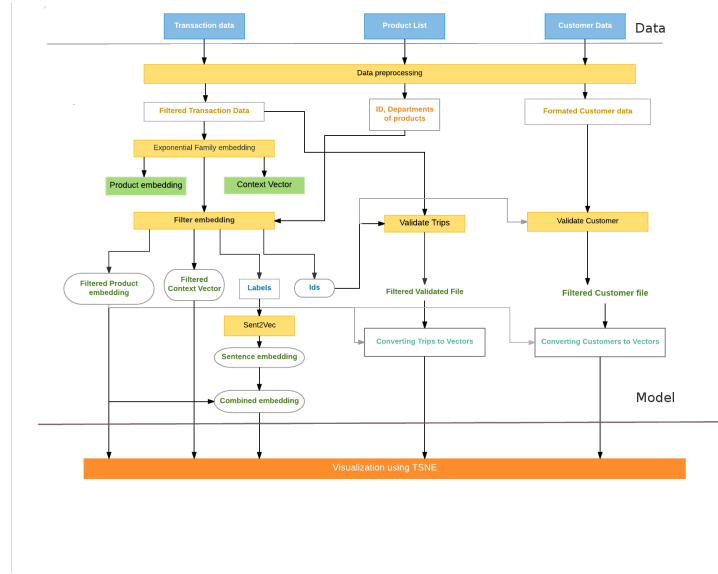 Transaction data
Product List
Customer Data
Data
Data preprocessing
Filtered Transaction Data
ID, Departments
of products
Formated Customer data
Exponential Family embedding
Product embedding
Context Vector
Filter embedding
Validate Trips
Validate Customer
Filtered Product
embedding
Filtered
Context Vector
Labels
Ids
Filtered Validated File
Filtered Customer file
Sent2Vec
Converting Trips to Vectors
Converting Customers to Vectors
Sentence embedding
Combined embedding
Model
Visualization using TSNE